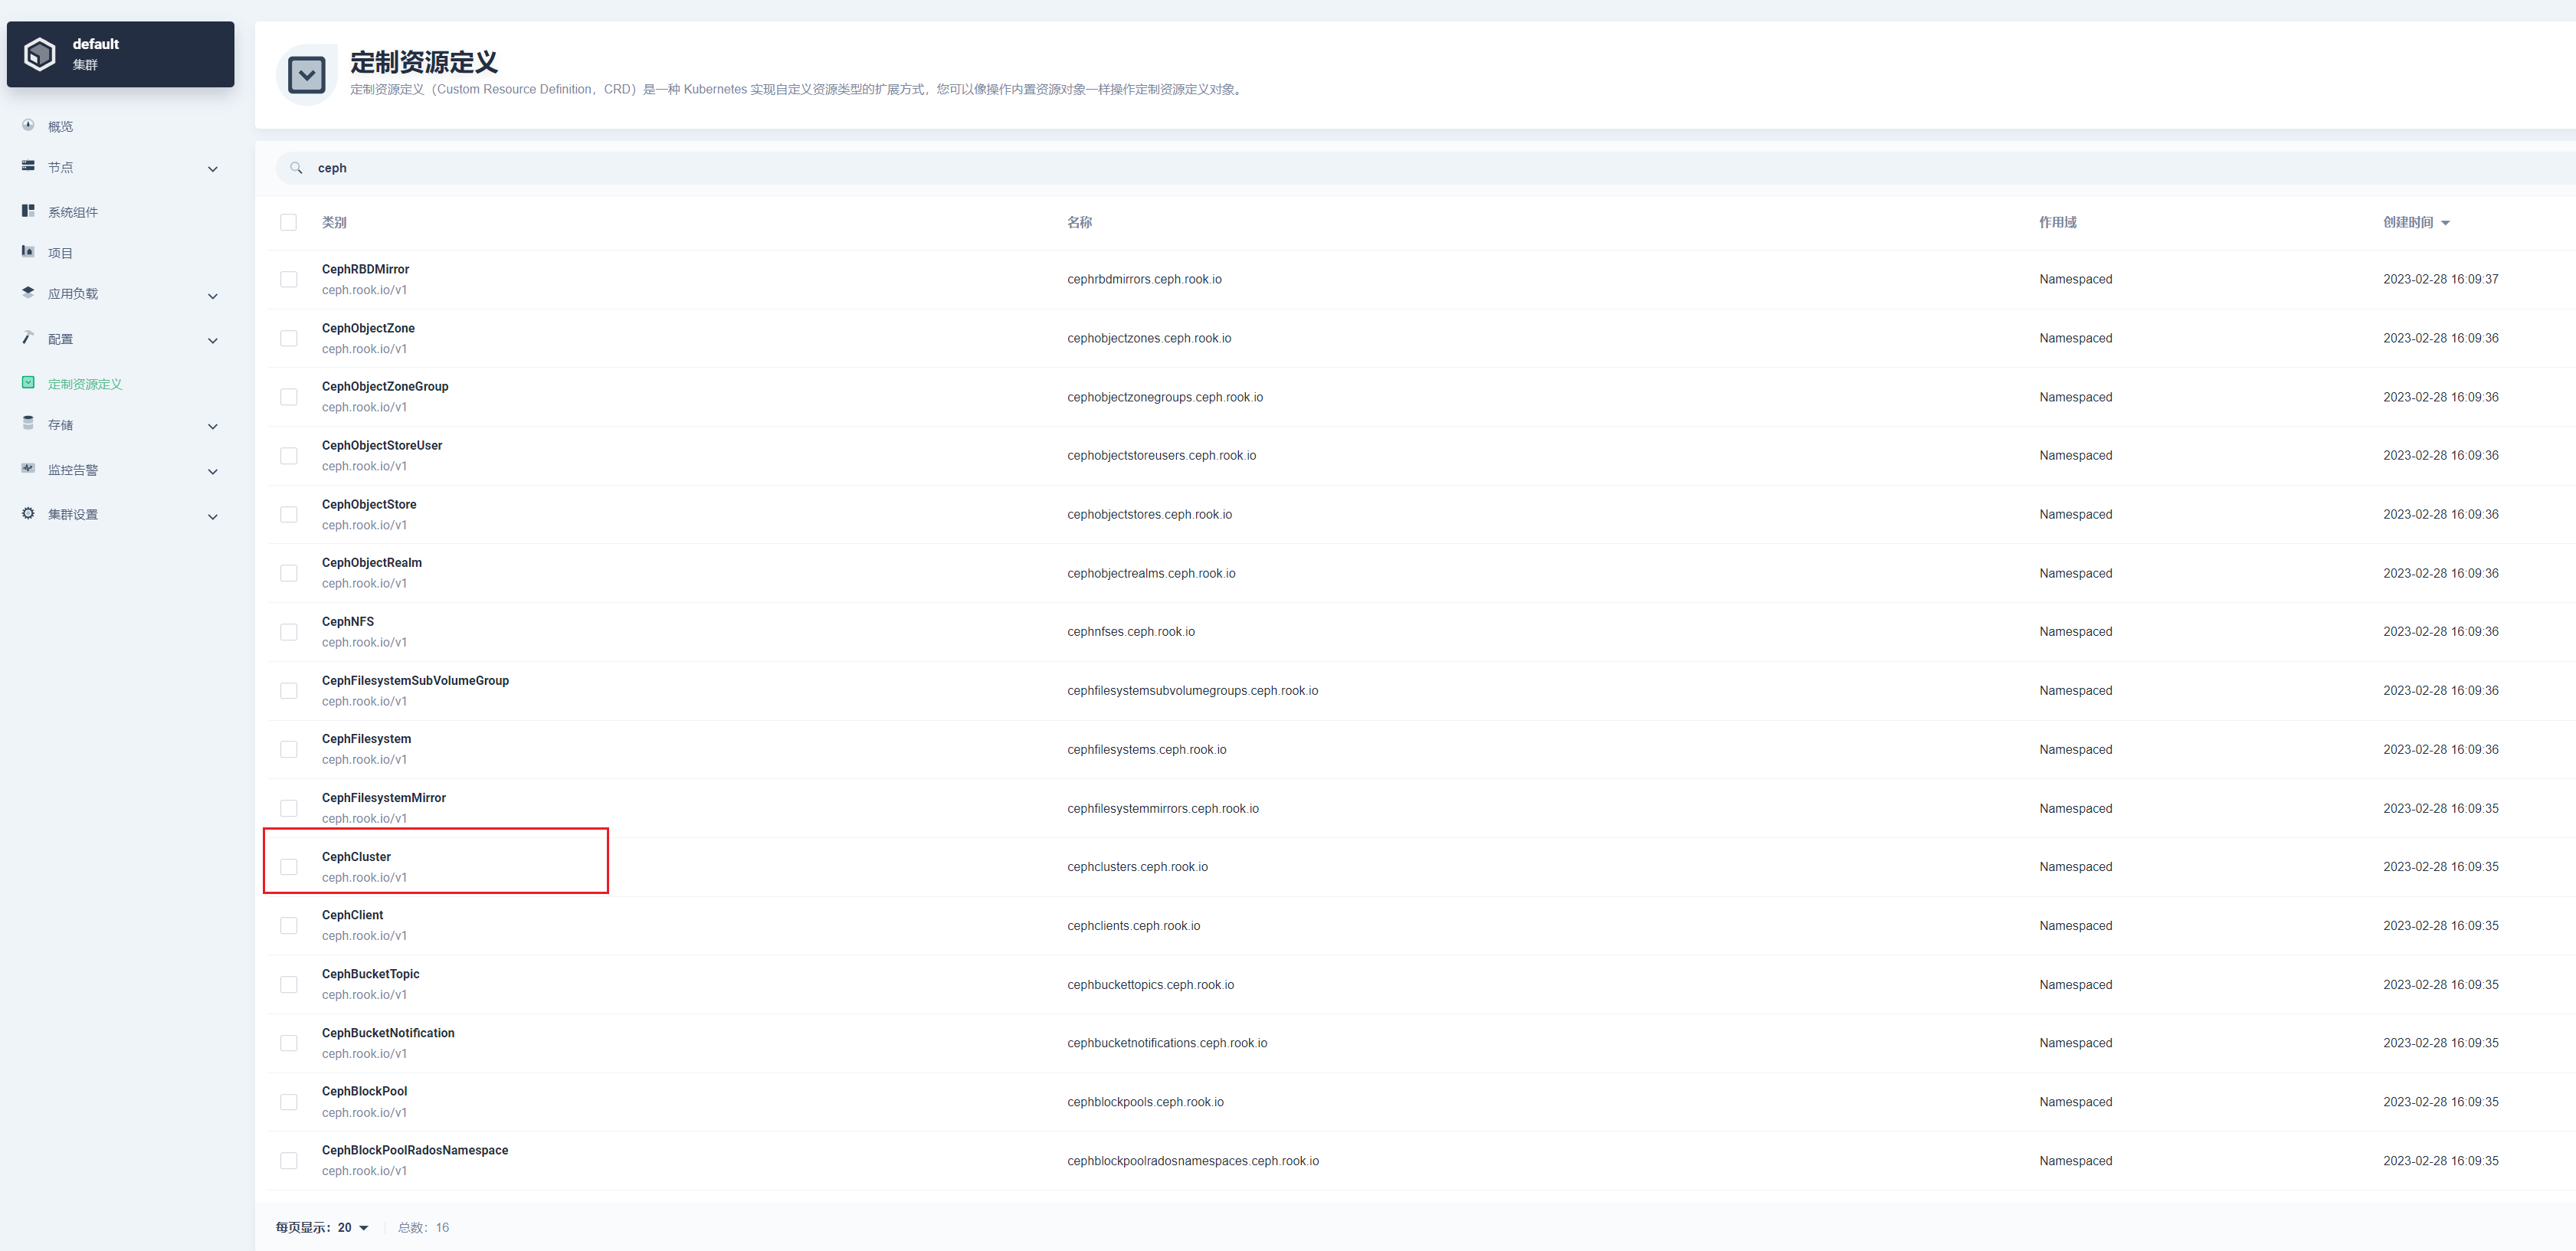 default
集群
概览
节点
系统组件
项目
应用负载
配置
定制资源定义
存储
监控告警
集群设置
定制资源定义
定制资源定义（Custom Resource Definition，CRD）是一种 Kubernetes 实现自定义资源类型的扩展方式，您可以像操作内置资源对象一样操作定制资源定义对象。
ceph
类别 名称 作用域 创建时间
CephRBDMirror
ceph.rook.io/v1
cephrbdmirrors.ceph.rook.io Namespaced 2023-02-28 16:09:37
CephObjectZone
ceph.rook.io/v1
cephobjectzones.ceph.rook.io Namespaced 2023-02-28 16:09:36
CephObjectZoneGroup
ceph.rook.io/v1
cephobjectzonegroups.ceph.rook.io Namespaced 2023-02-28 16:09:36
CephObjectStoreUser
ceph.rook.io/v1
cephobjectstoreusers.ceph.rook.io Namespaced 2023-02-28 16:09:36
CephObjectStore
ceph.rook.io/v1
cephobjectstores.ceph.rook.io Namespaced 2023-02-28 16:09:36
CephObjectRealm
ceph.rook.io/v1
cephobjectrealms.ceph.rook.io Namespaced 2023-02-28 16:09:36
CephNFS
ceph.rook.io/v1
cephnfses.ceph.rook.io Namespaced 2023-02-28 16:09:36
CephFilesystemSubVolumeGroup
ceph.rook.io/v1
cephfilesystemsubvolumegroups.ceph.rook.io Namespaced 2023-02-28 16:09:36
CephFilesystem
ceph.rook.io/v1
cephfilesystems.ceph.rook.io Namespaced 2023-02-28 16:09:36
CephFilesystemMirror
ceph.rook.io/v1
cephfilesystemmirrors.ceph.rook.io Namespaced 2023-02-28 16:09:35
CephCluster
ceph.rook.io/v1
cephclusters.ceph.rook.io Namespaced 2023-02-28 16:09:35
CephClient
ceph.rook.io/v1
cephclients.ceph.rook.io Namespaced 2023-02-28 16:09:35
CephBucketTopic
ceph.rook.io/v1
cephbuckettopics.ceph.rook.io Namespaced 2023-02-28 16:09:35
CephBucketNotification
ceph.rook.io/v1
cephbucketnotifications.ceph.rook.io Namespaced 2023-02-28 16:09:35
CephBlockPool
ceph.rook.io/v1
cephblockpools.ceph.rook.io Namespaced 2023-02-28 16:09:35
CephBlockPoolRadosNamespace
ceph.rook.io/v1
cephblockpoolradosnamespaces.ceph.rook.io Namespaced 2023-02-28 16:09:35
每页显示：20 总数：16